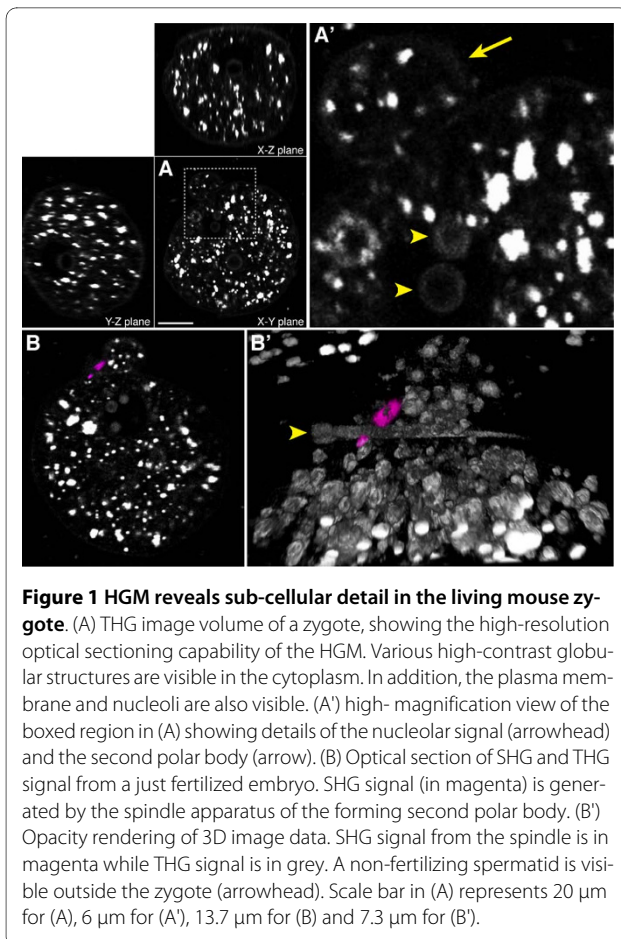 A'
X-Z plane
A
Y-Z plane
X-Y plane
B
B'
Figure 1 HGM reveals sub-cellular detail in the living mouse zy-
gote. (A) THG image volume of a zygote, showing the high-resolution
optical sectioning capability of the HGM. Various high-contrast globu-
lar structures are visible in the cytoplasm. In addition, the plasma mem-
brane and nucleoli are also visible. (A') high- magnification view of the
boxed region in (A) showing details of the nucleolar signal (arrowhead)
and the second polar body (arrow). (B) Optical section of SHG and THG
signal from a just fertilized embryo. SHG signal (in magenta) is gener-
ated by the spindle apparatus of the forming second polar body. (B')
Opacity rendering of 3D image data. SHG signal from the spindle is in
magenta while THG signal is in grey. A non-fertilizing spermatid is visi-
ble outside the zygote (arrowhead). Scale bar in (A) represents 20 μm
for (A), 6 μm for (A'), 13.7 μm for (B) and 7.3 μm for (B').